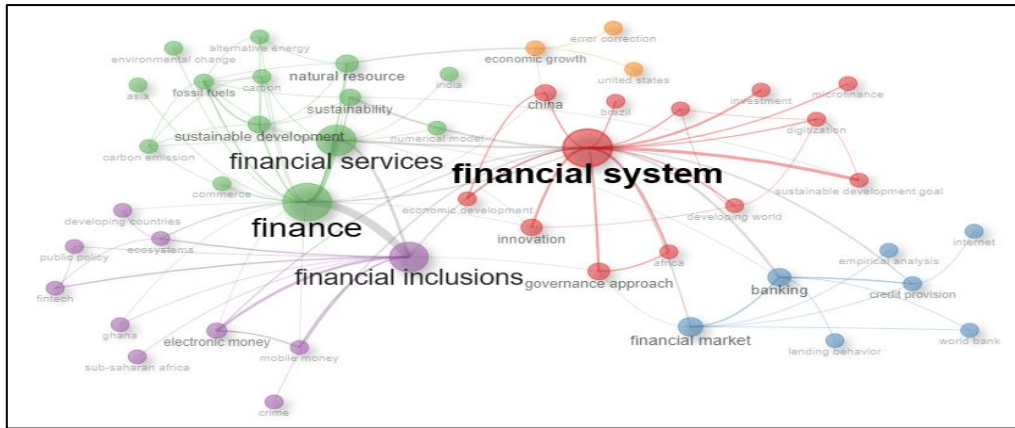 error correction
alternative energy
environmental change
economic growth
natural resource
united states
fossil fuels
carbon
india
investment
microfinance
asia
china
sustainability
brazil
digitization
sustainable development
numerical model
carbon emission
financial services
financial system
commerce
sustainable development goal
economic development
developing world
developing countries
finance
innovation
internet
ecosystems
public policy
financial inclusions
africa
empirical analysis
governance approach
banking
credit provision
fintech
ghana
electronic money
financial market
world bank
mobile money
lending behavior
sub-saharan africa
crime